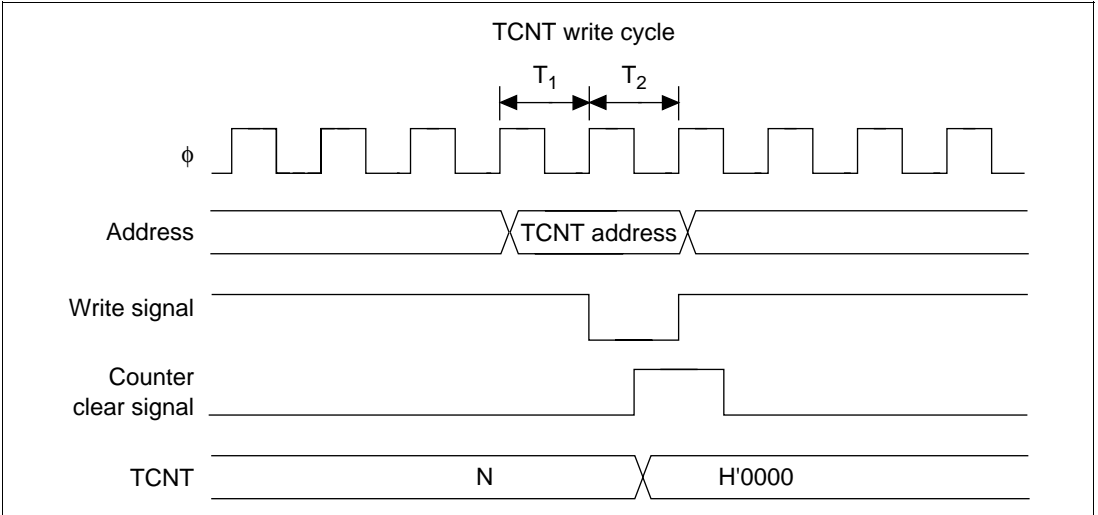 TCNT write cycle
T1 T2
ϕ
Address
TCNT address
Write signal
Counter
clear signal
TCNT
N
H'0000